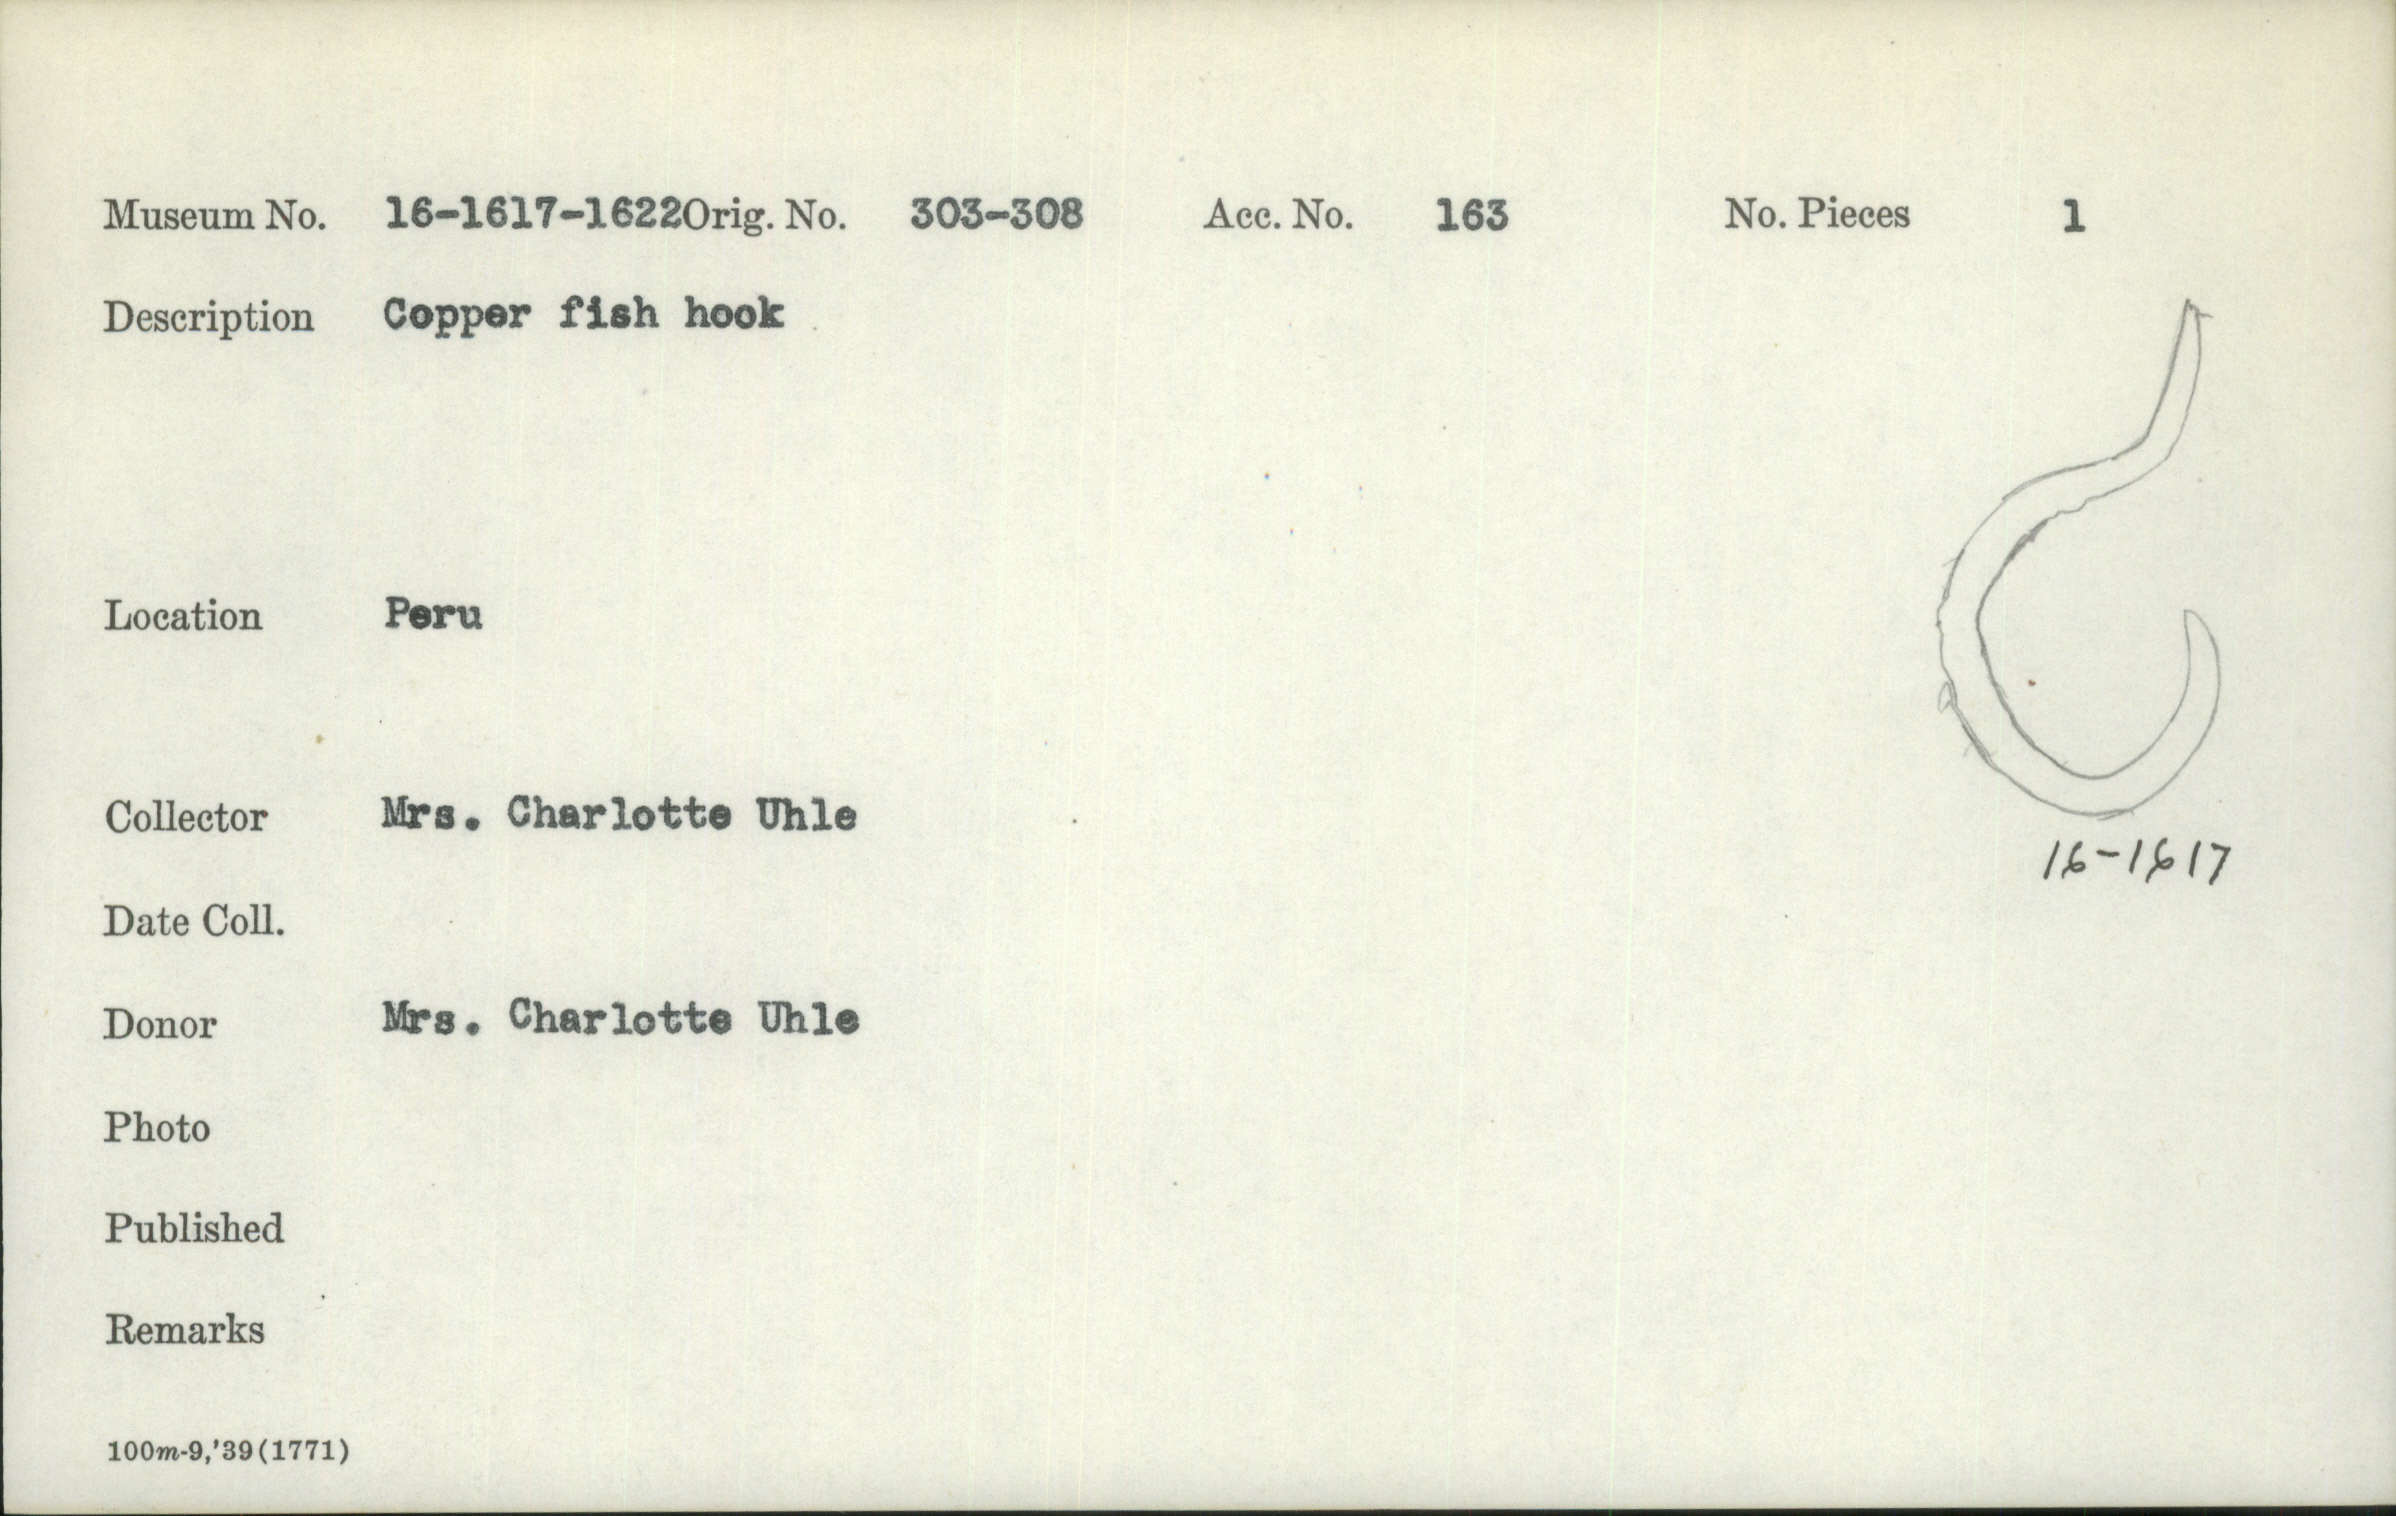 Museum No. 16-1617-1622 Orig. No. 303-308 Acc. No. 163 No. Pieces 1
Description Copper fish hook
Location Peru
Collector Mrs. Charlotte Uhle
16-1617
Date Coll.
Donor Mrs. Charlotte Uhle
Photo
Published
Remarks
100m-9,'39(1771)